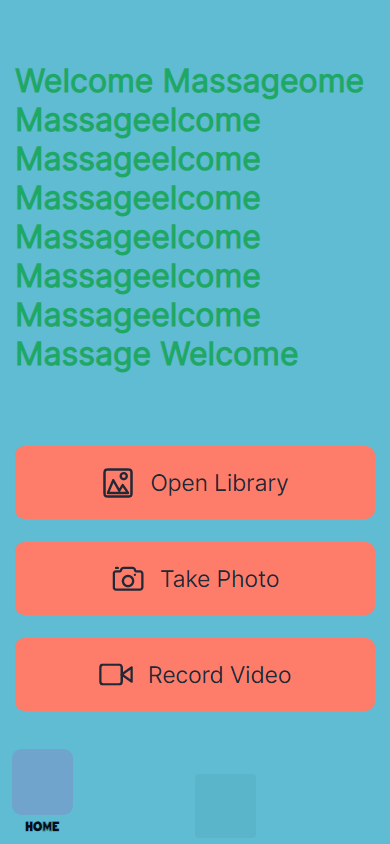 Welcome Massageome
Massageelcome
Massageelcome
Massageelcome
Massageelcome
Massageelcome
Massageelcome
Massage Welcome
Open Library
Take Photo
Record Video
HOME